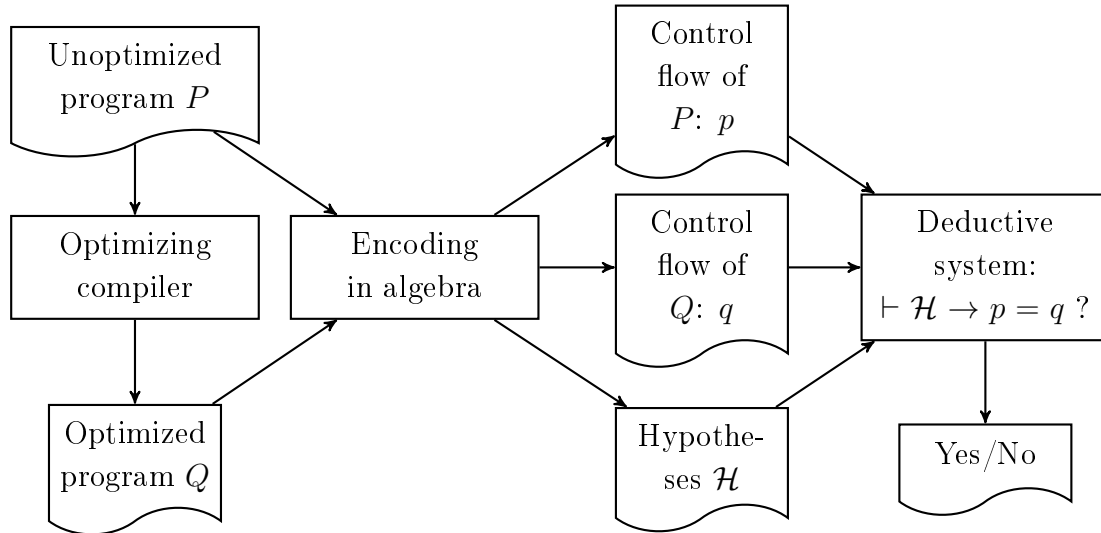 Unoptimized
program P
Optimizing
compiler
Optimized
program Q
Encoding
in algebra
Control
flow of
P: p
Control
flow of
Q: q
Hypothe-
ses ℋ
Deductive
system:
⊢ ℋ → p = q ?
Yes/No